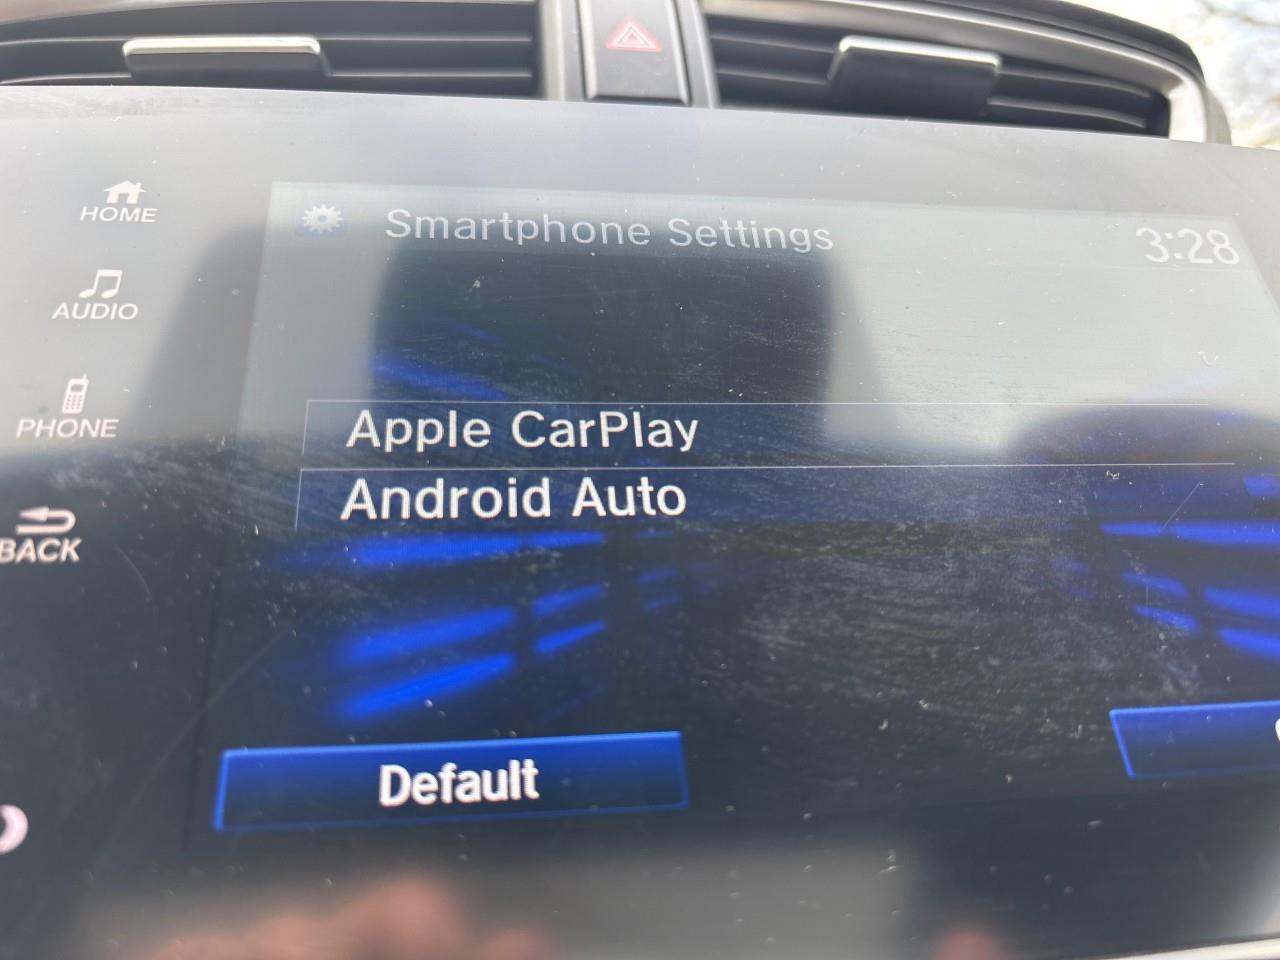 HOME
Smartphone Settings
3:28
AUDIO
PHONE
Apple CarPlay
Android Auto
BACK
Default